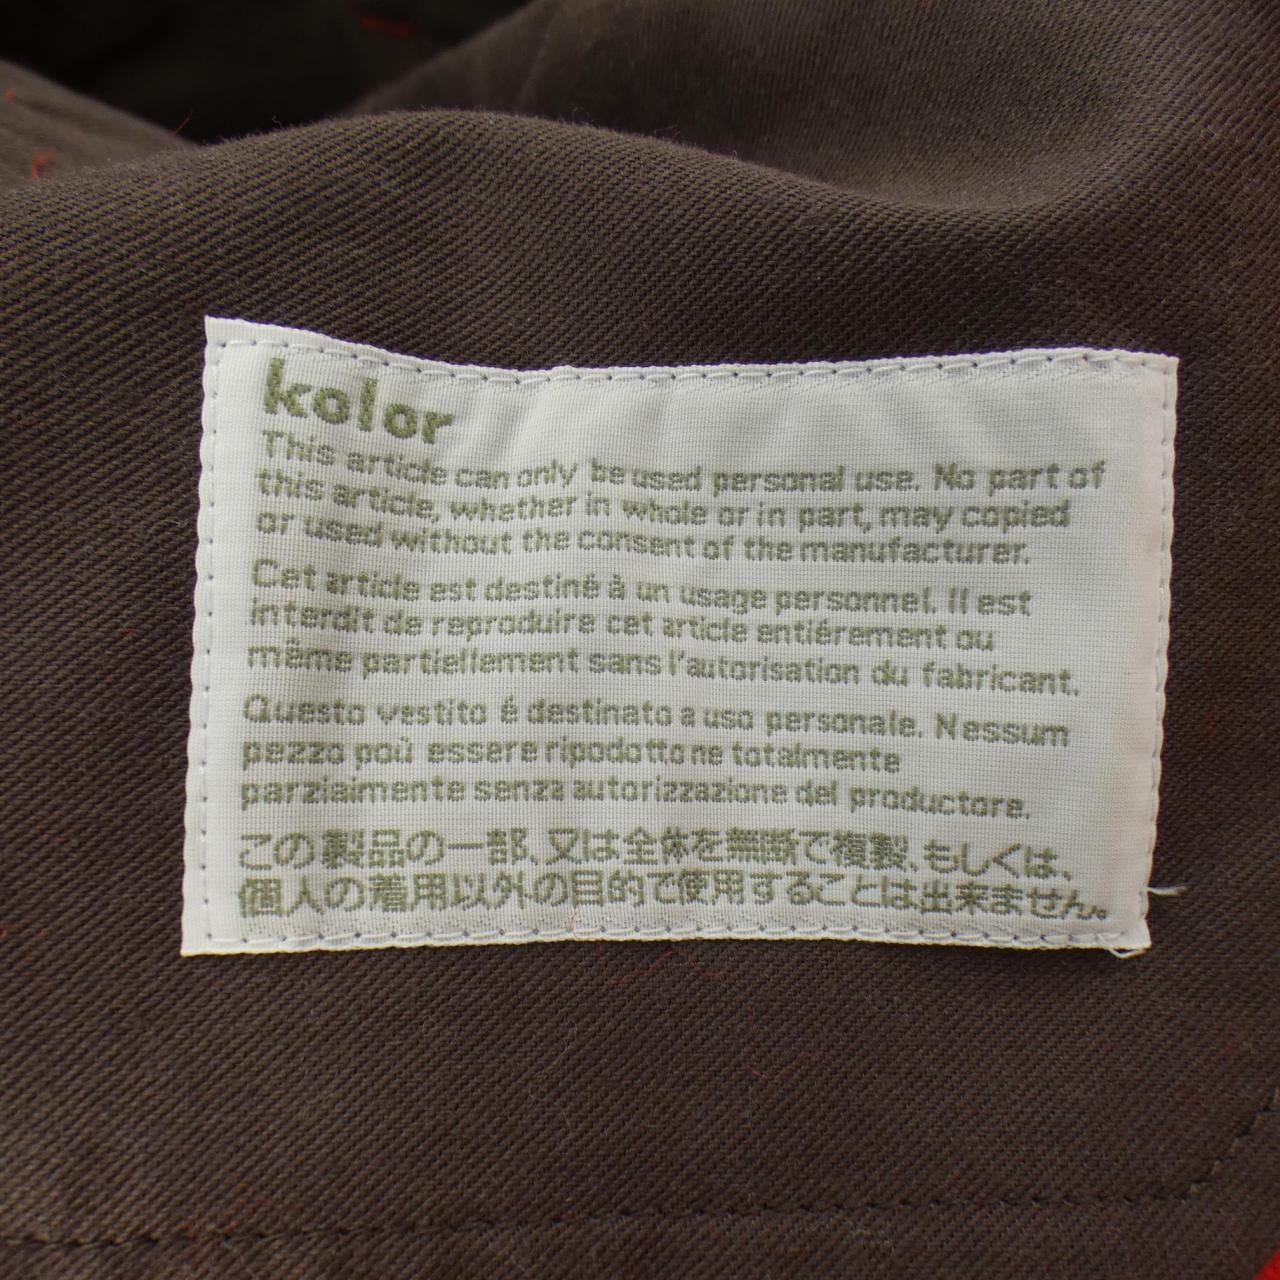 kolor
This article can only be used personal use. No part of
this article, whether in whole or in part, may copied
or used without the consent of the manufacturer.
Cet article est destiné à un usage personnel. Il est
interdit de reproduire cet article entiérement ou
même partiellement sans l'autorisation du fabricant.
Questo vestito é destinato a uso personale. Nessum
pezzo poú essere ripodotto ne totalmente
parzialmente senza autorizzazione del productore.
この製品の一部、又は全体を無断で複製、もしくは、
個人の着用以外の目的で使用することは出来ません。